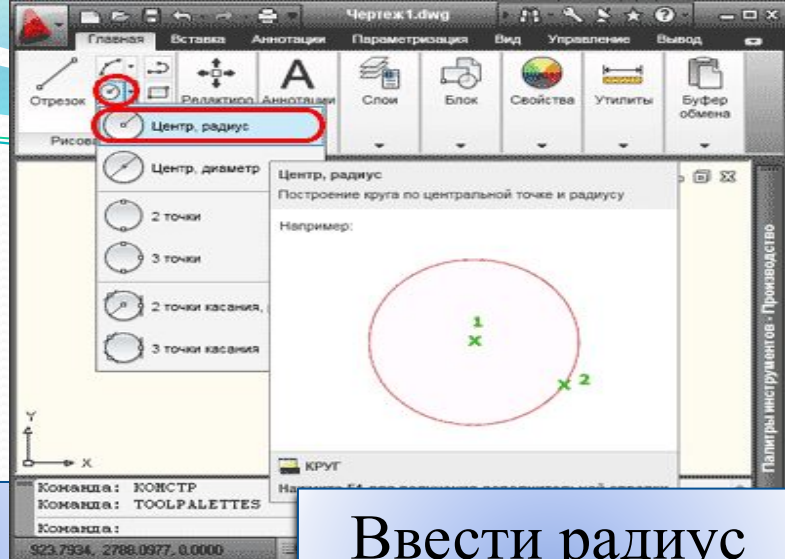 Чертеж1.dwg
Главная Вставка Аннотации Параметризация Вид Управление Вывод
Отрезок Редактиро Аннотации Слои Блок Свойства Утилиты Буфер обмена
Рисова
Центр, радиус
Центр, диаметр
2 точки
3 точки
2 точки касания,
3 точки касания
Центр, радиус
Построение круга по центральной точке и радиусу
Например:
1
2
КРУГ
Y
X
Палитры инструментов - Производство
Команда: КОНСТР
Команда: TOOLPALETTES
Команда:
923.7934, 2788.0977, 0.0000
Ввести радиус